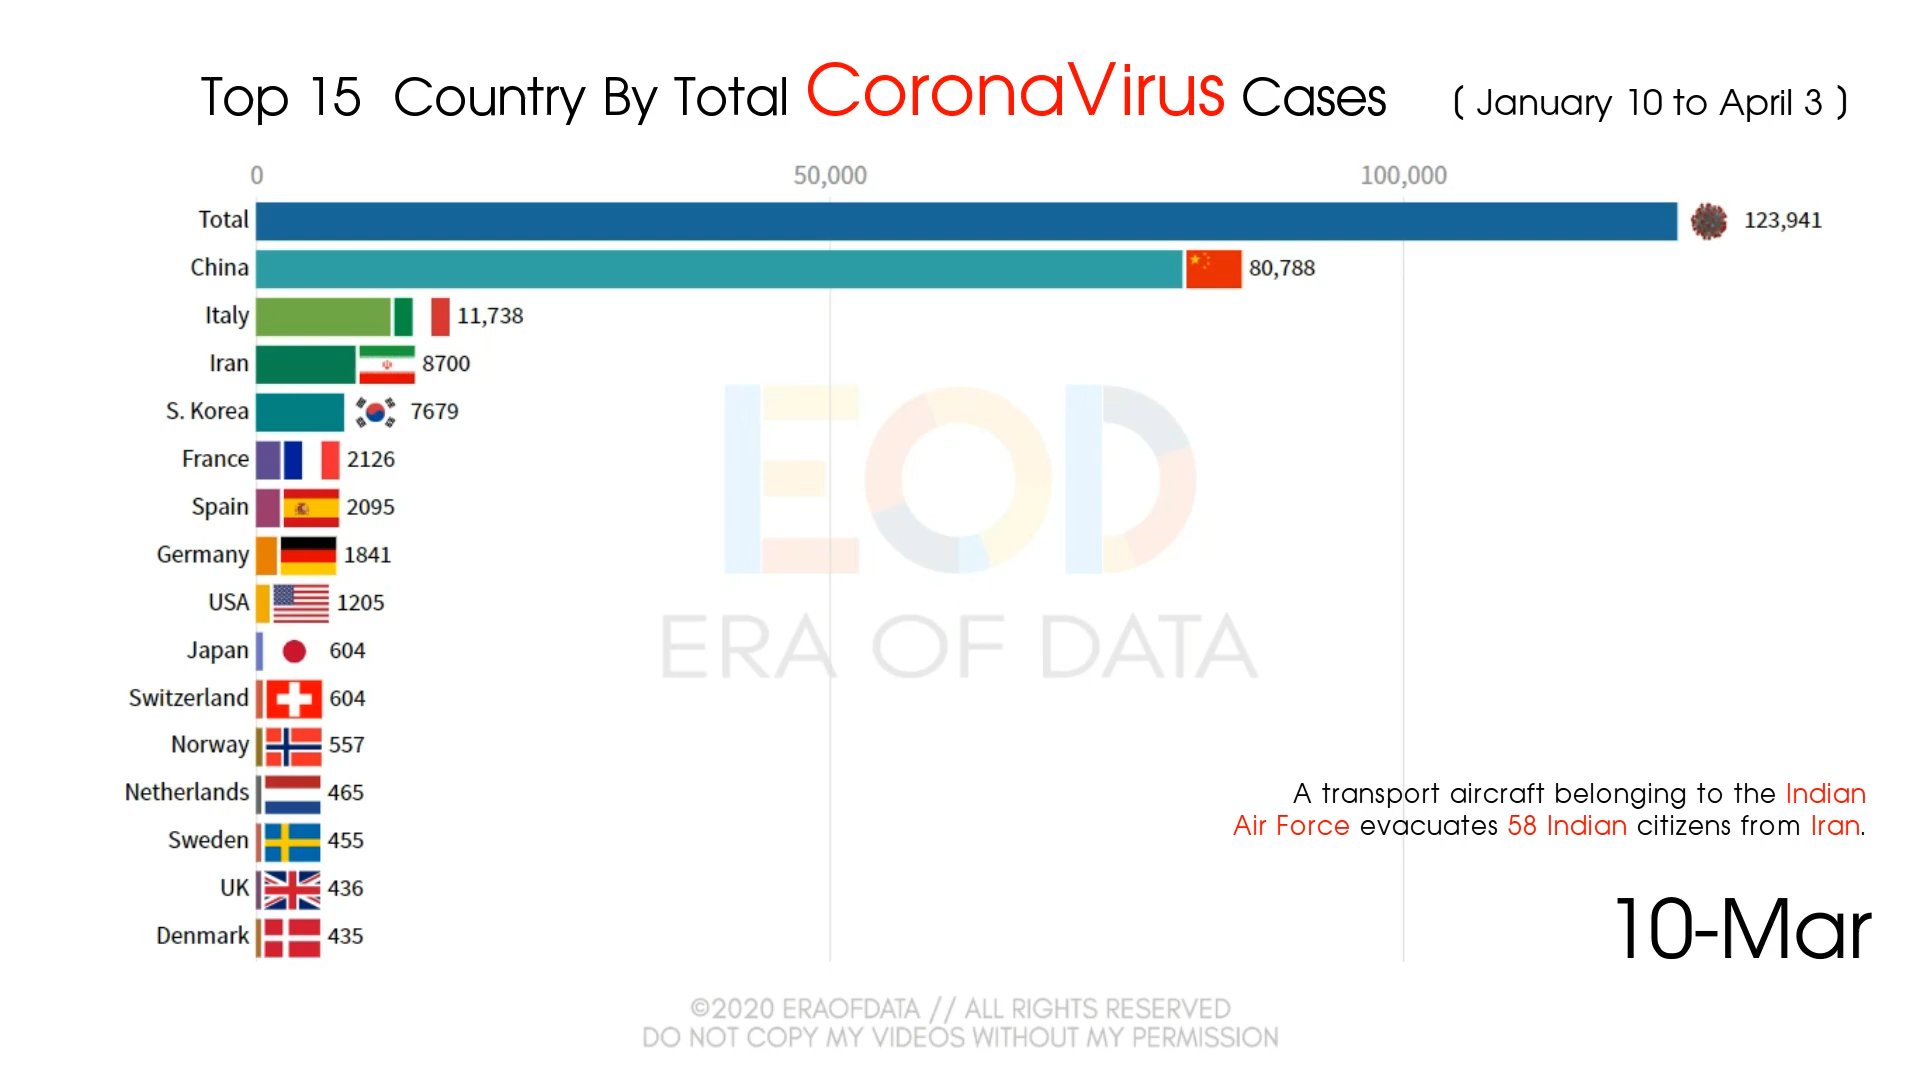 Top 15 Country By Total CoronaVirus Cases ( January 10 to April 3 )
0 50,000 100,000
Total 123,941
China 80,788
Italy 11,738
Iran 8700
S. Korea 7679
France 2126
Spain 2095
Germany 1841
USA 1205
Japan 604
Switzerland 604
Norway 557
Netherlands 465
Sweden 455
UK 436
Denmark 435
EOD
ERA OF DATA
A transport aircraft belonging to the Indian
Air Force evacuates 58 Indian citizens from Iran.
10-Mar
©2020 ERAOFDATA // ALL RIGHTS RESERVED
DO NOT COPY MY VIDEOS WITHOUT MY PERMISSION